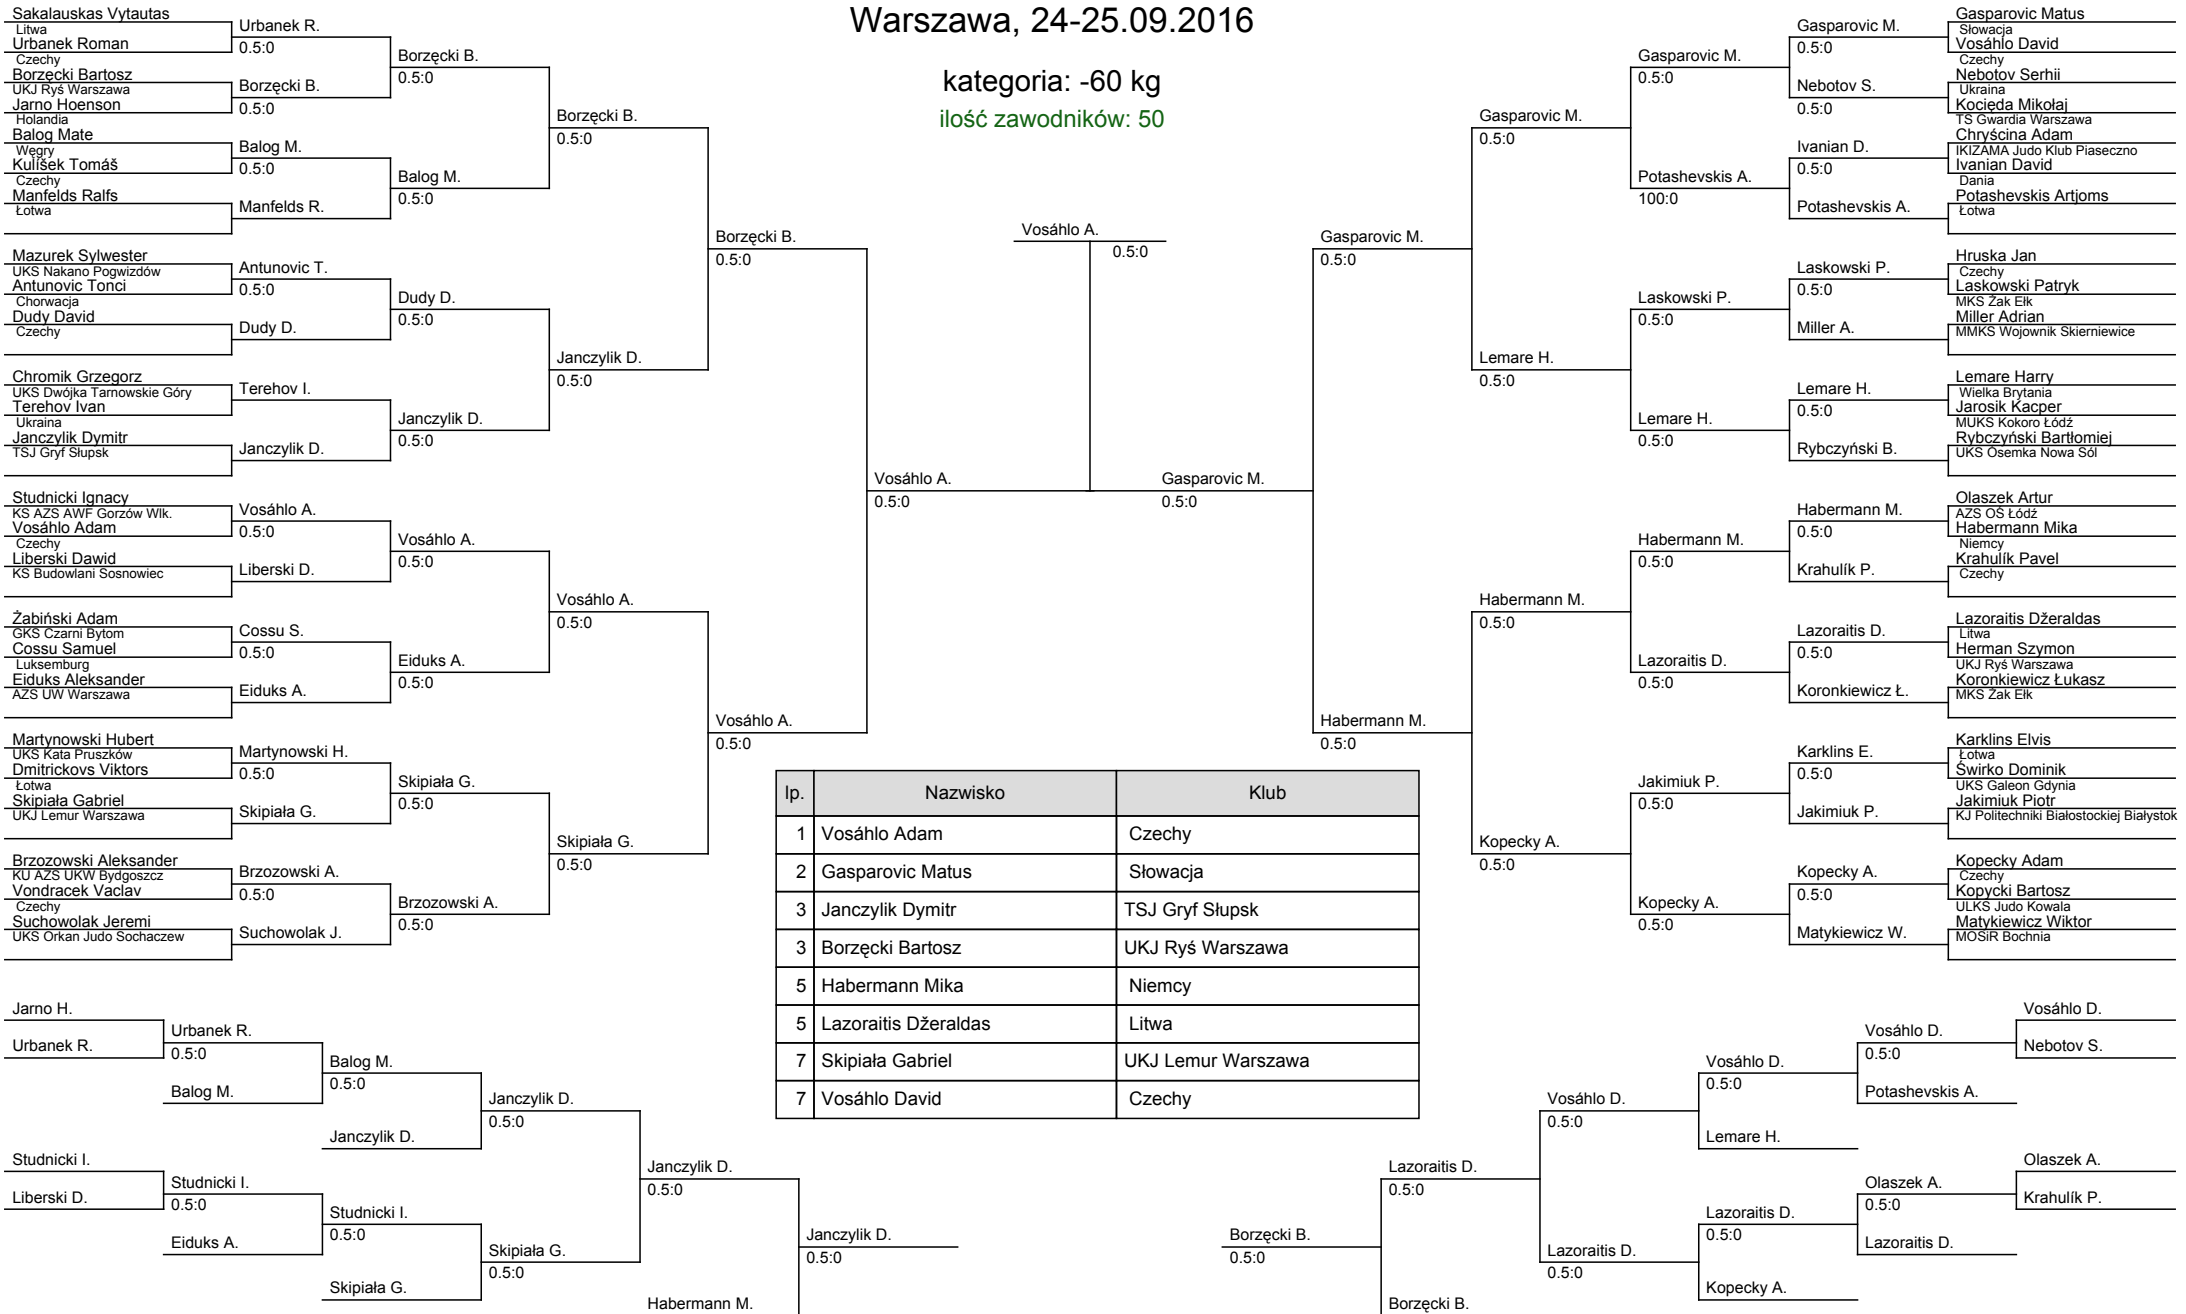 Warszawa, 24-25.09.2016
kategoria: -60 kg
ilość zawodników: 50
Sakalauskas Vytautas
Litwa
Urbanek Roman
Czechy
Borzęcki Bartosz
UKJ Ryś Warszawa
Jarno Hoenson
Holandia
Balog Mate
Węgry
Kulíšek Tomáš
Czechy
Manfelds Ralfs
Łotwa
Mazurek Sylwester
UKS Nakano Pogwizdów
Antunovic Tonci
Chorwacja
Dudy David
Czechy
Chromik Grzegorz
UKS Dwójka Tarnowskie Góry
Terehov Ivan
Ukraina
Janczylik Dymitr
TSJ Gryf Słupsk
Studnicki Ignacy
KS AZS AWF Gorzów Wlk.
Vosáhlo Adam
Czechy
Liberski Dawid
KS Budowlani Sosnowiec
Żabiński Adam
GKS Czarni Bytom
Cossu Samuel
Luksemburg
Eiduks Aleksander
AZS UW Warszawa
Martynowski Hubert
UKS Kata Pruszków
Dmitrickovs Viktors
Łotwa
Skipiała Gabriel
UKJ Lemur Warszawa
Brzozowski Aleksander
KU AZS UKW Bydgoszcz
Vondracek Vaclav
Czechy
Suchowolak Jeremi
UKS Orkan Judo Sochaczew
Urbanek R.
0.5:0
Borzęcki B.
0.5:0
Balog M.
0.5:0
Manfelds R.
Antunovic T.
0.5:0
Dudy D.
Terehov I.
0.5:0
Janczylik D.
Vosáhlo A.
0.5:0
Liberski D.
Cossu S.
0.5:0
Eiduks A.
Martynowski H.
0.5:0
Skipiała G.
Brzozowski A.
0.5:0
Suchowolak J.
Borzęcki B.
0.5:0
Balog M.
0.5:0
Dudy D.
0.5:0
Janczylik D.
0.5:0
Vosáhlo A.
0.5:0
Eiduks A.
0.5:0
Skipiała G.
0.5:0
Brzozowski A.
0.5:0
Borzęcki B.
0.5:0
Janczylik D.
0.5:0
Vosáhlo A.
0.5:0
Skipiała G.
0.5:0
Borzęcki B.
0.5:0
Vosáhlo A.
0.5:0
Vosáhlo A.
0.5:0
Vosáhlo A.
0.5:0
Gasparovic M.
0.5:0
Gasparovic M.
0.5:0
Habermann M.
0.5:0
Gasparovic M.
0.5:0
Lemare H.
0.5:0
Habermann M.
0.5:0
Kopecky A.
0.5:0
Gasparovic M.
0.5:0
Potashevskis A.
100:0
Laskowski P.
0.5:0
Lemare H.
0.5:0
Habermann M.
0.5:0
Lazoraitis D.
0.5:0
Jakimiuk P.
0.5:0
Kopecky A.
0.5:0
Gasparovic M.
0.5:0
Nebotov S.
0.5:0
Ivanian D.
0.5:0
Potashevskis A.
Laskowski P.
0.5:0
Miller A.
Lemare H.
0.5:0
Rybczyński B.
Habermann M.
0.5:0
Krahulík P.
Lazoraitis D.
0.5:0
Koronkiewicz Ł.
Karklins E.
0.5:0
Jakimiuk P.
Kopecky A.
0.5:0
Matykiewicz W.
Gasparovic Matus
Słowacja
Vosáhlo David
Czechy
Nebotov Serhii
Ukraina
Kocięda Mikołaj
TS Gwardia Warszawa
Chryścina Adam
IKIZAMA Judo Klub Piaseczno
Ivanian David
Dania
Potashevskis Artjoms
Łotwa
Hruska Jan
Czechy
Laskowski Patryk
MKS Żak Ełk
Miller Adrian
MMKS Wojownik Skierniewice
Lemare Harry
Wielka Brytania
Jarosik Kacper
MUKS Kokoro Łódź
Rybczyński Bartłomiej
UKS Ósemka Nowa Sól
Olaszek Artur
AZS OŚ Łódź
Habermann Mika
Niemcy
Krahulík Pavel
Czechy
Lazoraitis Džeraldas
Litwa
Herman Szymon
UKJ Ryś Warszawa
Koronkiewicz Łukasz
MKS Żak Ełk
Karklins Elvis
Łotwa
Świrko Dominik
UKS Galeon Gdynia
Jakimiuk Piotr
KJ Politechniki Białostockiej Białystok
Kopecky Adam
Czechy
Kopycki Bartosz
ULKS Judo Kowala
Matykiewicz Wiktor
MOSiR Bochnia
lp. Nazwisko Klub
1 Vosáhlo Adam Czechy
2 Gasparovic Matus Słowacja
3 Janczylik Dymitr TSJ Gryf Słupsk
3 Borzęcki Bartosz UKJ Ryś Warszawa
5 Habermann Mika Niemcy
5 Lazoraitis Džeraldas Litwa
7 Skipiała Gabriel UKJ Lemur Warszawa
7 Vosáhlo David Czechy
Jarno H.
Urbanek R.
Studnicki I.
Liberski D.
Urbanek R.
0.5:0
Balog M.
Studnicki I.
0.5:0
Eiduks A.
Balog M.
0.5:0
Janczylik D.
Studnicki I.
0.5:0
Skipiała G.
Janczylik D.
0.5:0
Skipiała G.
0.5:0
Janczylik D.
0.5:0
Habermann M.
Janczylik D.
0.5:0
Borzęcki B.
0.5:0
Lazoraitis D.
0.5:0
Borzęcki B.
Vosáhlo D.
0.5:0
Lazoraitis D.
0.5:0
Vosáhlo D.
0.5:0
Lemare H.
Lazoraitis D.
0.5:0
Kopecky A.
Vosáhlo D.
0.5:0
Potashevskis A.
Olaszek A.
0.5:0
Lazoraitis D.
Vosáhlo D.
Nebotov S.
Olaszek A.
Krahulík P.